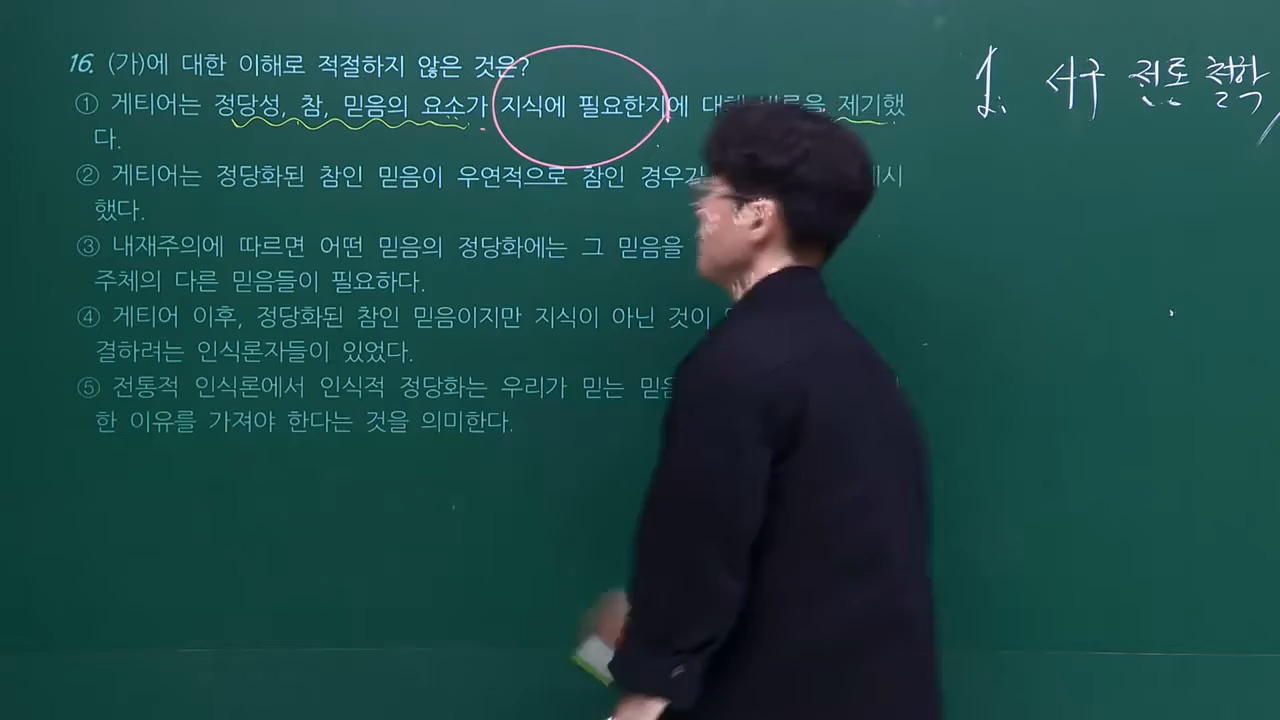 16. (가)에 대한 이해로 적절하지 않은 것은?
① 게티어는 정당성, 참, 믿음의 요소가 지식에 필요한지에 대해 반론을 제기했
다.
② 게티어는 정당화된 참인 믿음이 우연적으로 참인 경우가
했다.
③ 내재주의에 따르면 어떤 믿음의 정당화에는 그 믿음을
주체의 다른 믿음들이 필요하다.
④ 게티어 이후, 정당화된 참인 믿음이지만 지식이 아닌 것이
결하려는 인식론자들이 있었다.
⑤ 전통적 인식론에서 인식적 정당화는 우리가 믿는
한 이유를 가져야 한다는 것을 의미한다.
1. 서구 전통 철학